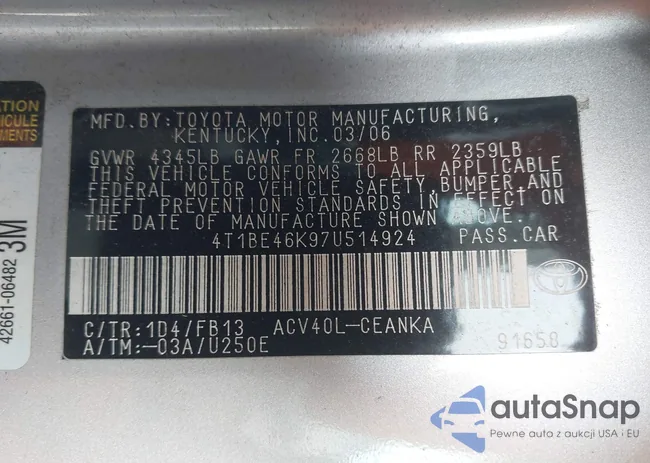 ATION
HICLE
EMENTS
42661-06482 3M
MFD.BY:TOYOTA MOTOR MANUFACTURING,
KENTUCKY,INC.03/06
GVWR 4345LB GAWR FR 2668LB RR 2359LB
THIS VEHICLE CONFORMS TO ALL APPLICABLE
FEDERAL MOTOR VEHICLE SAFETY,BUMPER,AND
THEFT PREVENTION STANDARDS IN EFFECT ON
THE DATE OF MANUFACTURE SHOWN ABOVE.
4T1BE46K97U514924 PASS.CAR
C/TR:1D4/FB13 ACV40L-CEANKA
A/TM:-03A/U250E 91658
autaSnap
Pewne auta z aukcji USA i EU